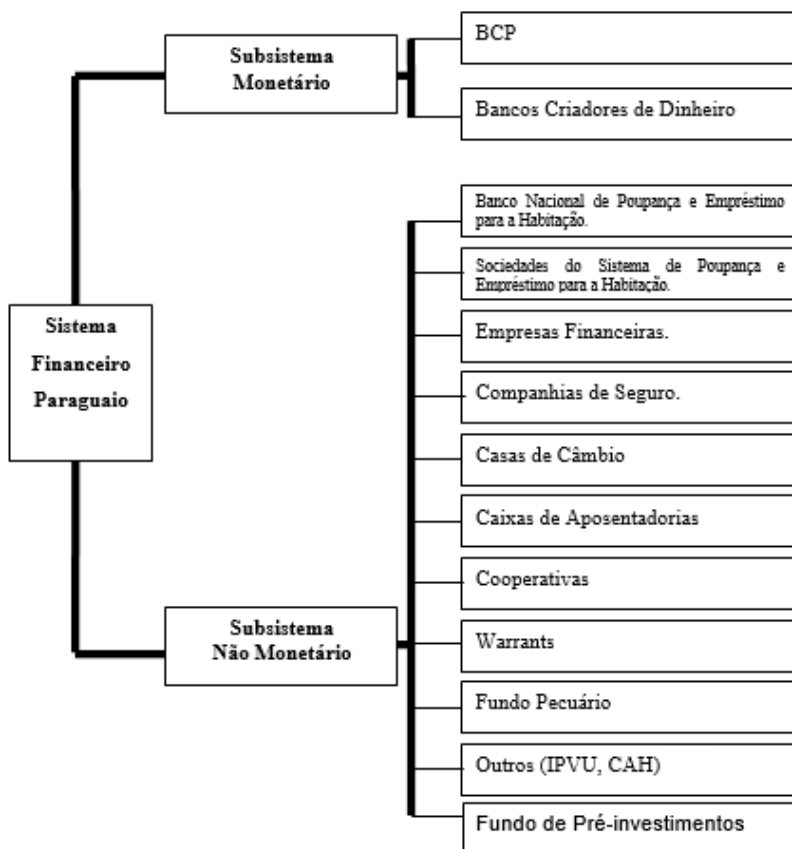 Sistema
Financeiro
Paraguaio
Subsistema
Monetário
BCP
Bancos Criadores de Dinheiro
Subsistema
Não Monetário
Banco Nacional de Poupança e Empréstimo
para a Habitação.
Sociedades do Sistema de Poupança e
Empréstimo para a Habitação.
Empresas Financeiras.
Companhias de Seguro.
Casas de Câmbio
Caixas de Aposentadorias
Cooperativas
Warrants
Fundo Pecuário
Outros (IPVU, CAH)
Fundo de Pré-investimentos